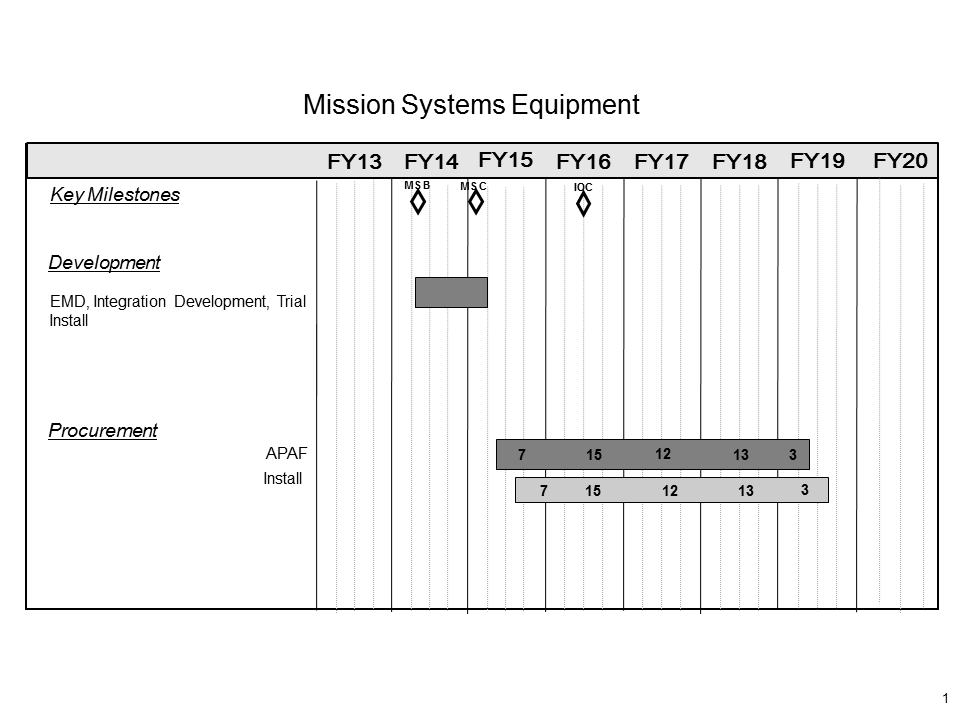 Mission Systems Equipment
FY13 FY14 FY15 FY16 FY17 FY18 FY19 FY20
Key Milestones
MSB MSC IOC
Development
EMD, Integration Development, Trial
Install
Procurement
APAF 7 15 12 13 3
Install 7 15 12 13 3
1